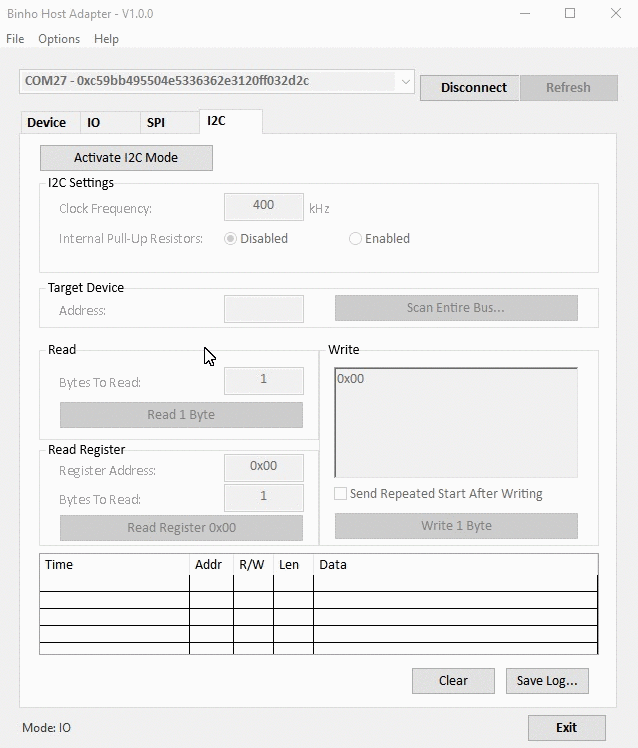 Binho Host Adapter - V1.0.0
File Options Help
COM27 - 0xc59bb495504e5336362e3120ff032d2c
Disconnect Refresh
Device IO SPI I2C
Activate I2C Mode
I2C Settings
Clock Frequency: 400 kHz
Internal Pull-Up Resistors: Disabled Enabled
Target Device
Address: Scan Entire Bus...
Read
Bytes To Read: 1
Read 1 Byte
Read Register
Register Address: 0x00
Bytes To Read: 1
Read Register 0x00
Write
0x00
Send Repeated Start After Writing
Write 1 Byte
Time Addr R/W Len Data
Clear Save Log...
Mode: IO Exit